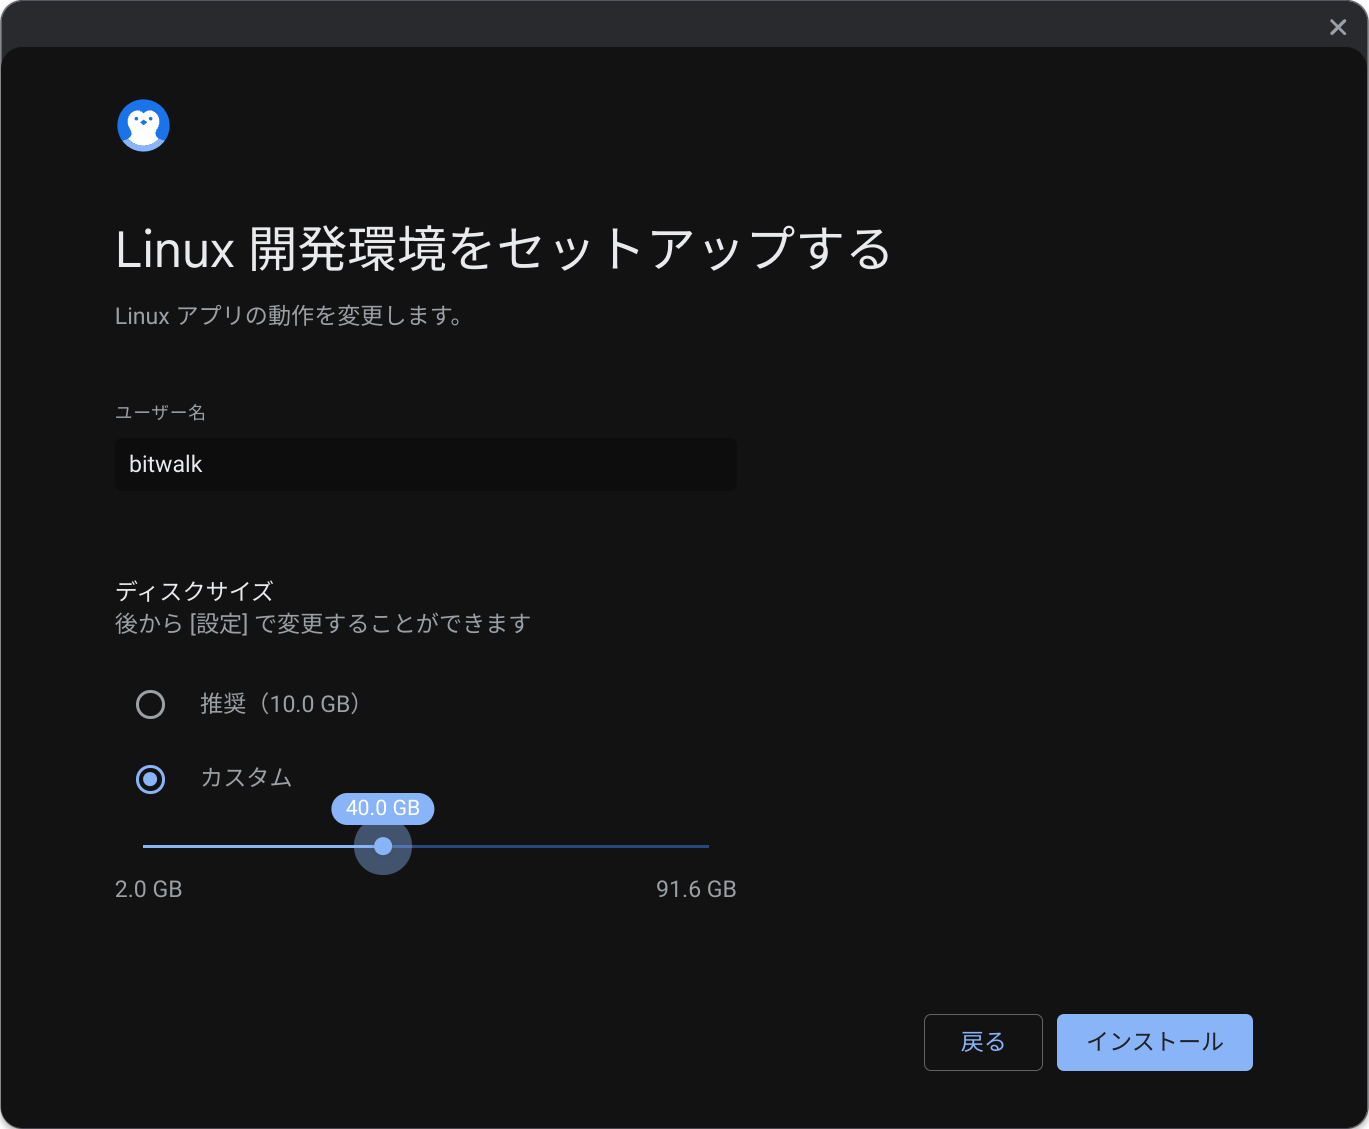 Linux 開発環境をセットアップする
Linux アプリの動作を変更します。
ユーザー名
bitwalk
ディスクサイズ
後から [設定] で変更することができます
推奨（10.0 GB）
カスタム
40.0 GB
2.0 GB
91.6 GB
戻る
インストール